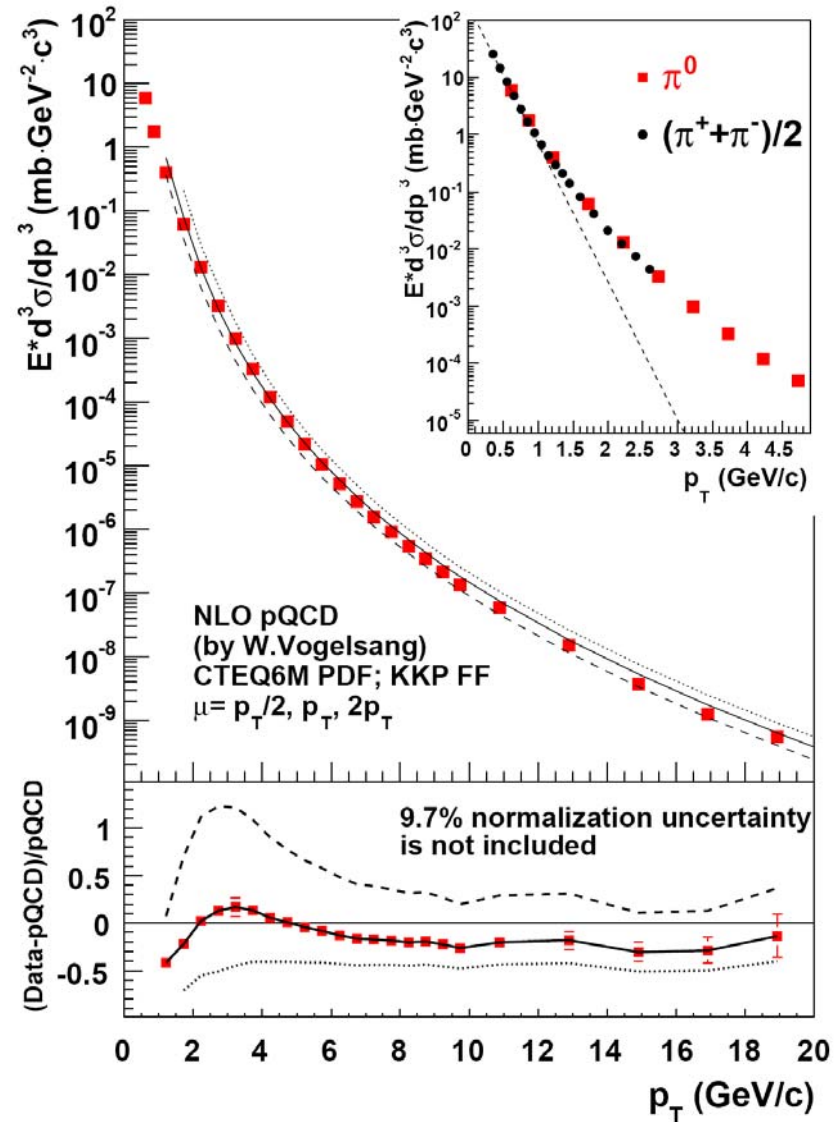 E*d³σ/dp³ (mb·GeV⁻²·c³)
10²
10
1
10⁻¹
10⁻²
10⁻³
10⁻⁴
10⁻⁵
10⁻⁶
10⁻⁷
10⁻⁸
10⁻⁹
E*d³σ/dp³ (mb·GeV⁻²·c³)
10²
10
1
10⁻¹
10⁻²
10⁻³
10⁻⁴
10⁻⁵
π⁰
(π⁺+π⁻)/2
0 0.5 1 1.5 2 2.5 3 3.5 4 4.5
p_T (GeV/c)
NLO pQCD
(by W.Vogelsang)
CTEQ6M PDF; KKP FF
μ= p_T/2, p_T, 2p_T
(Data-pQCD)/pQCD
1
0.5
0
-0.5
9.7% normalization uncertainty
is not included
0 2 4 6 8 10 12 14 16 18 20
p_T (GeV/c)